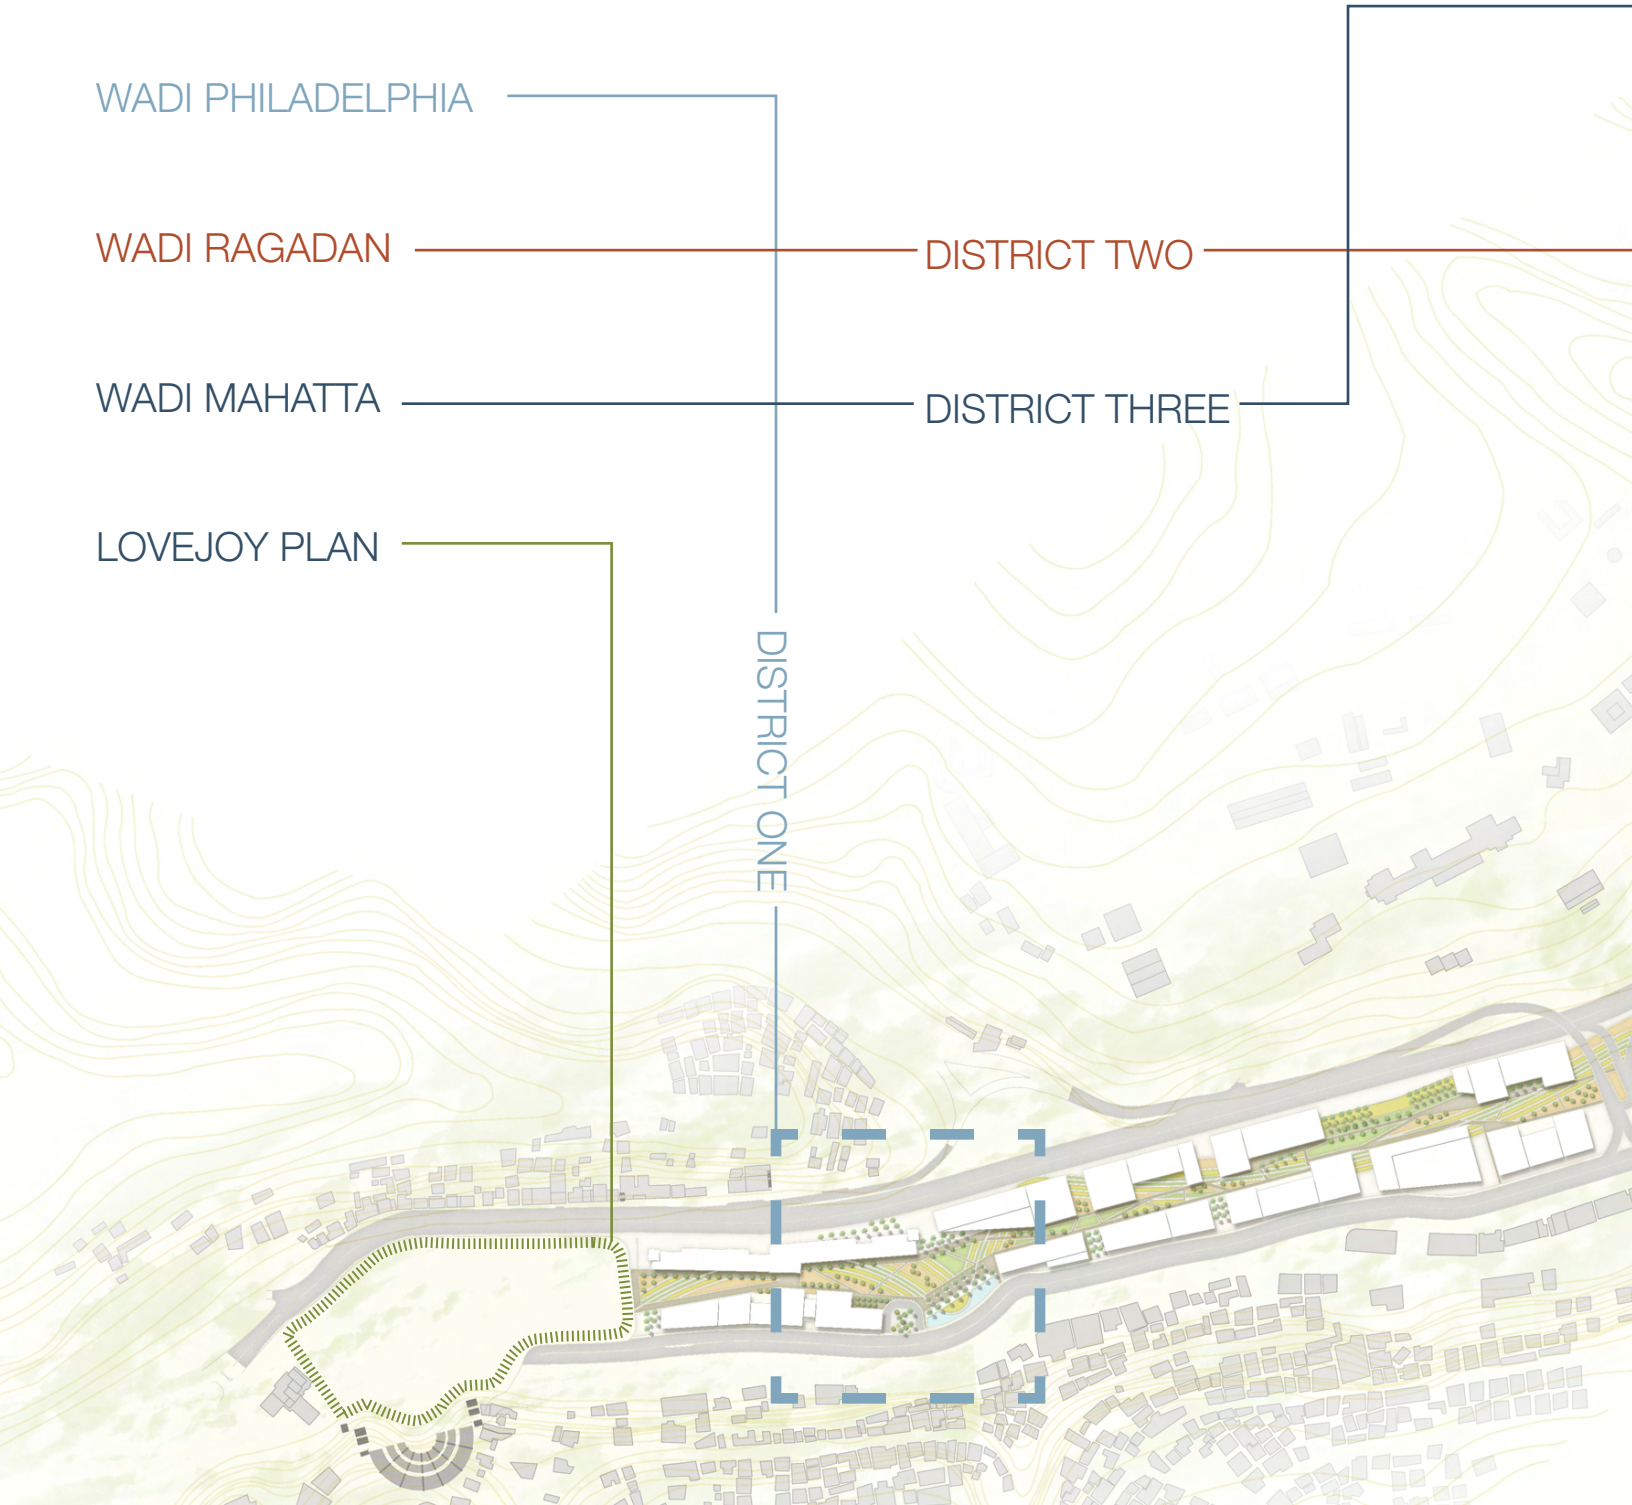 WADI PHILADELPHIA
WADI RAGADAN
DISTRICT TWO
WADI MAHATTA
DISTRICT THREE
LOVEJOY PLAN
DISTRICT ONE